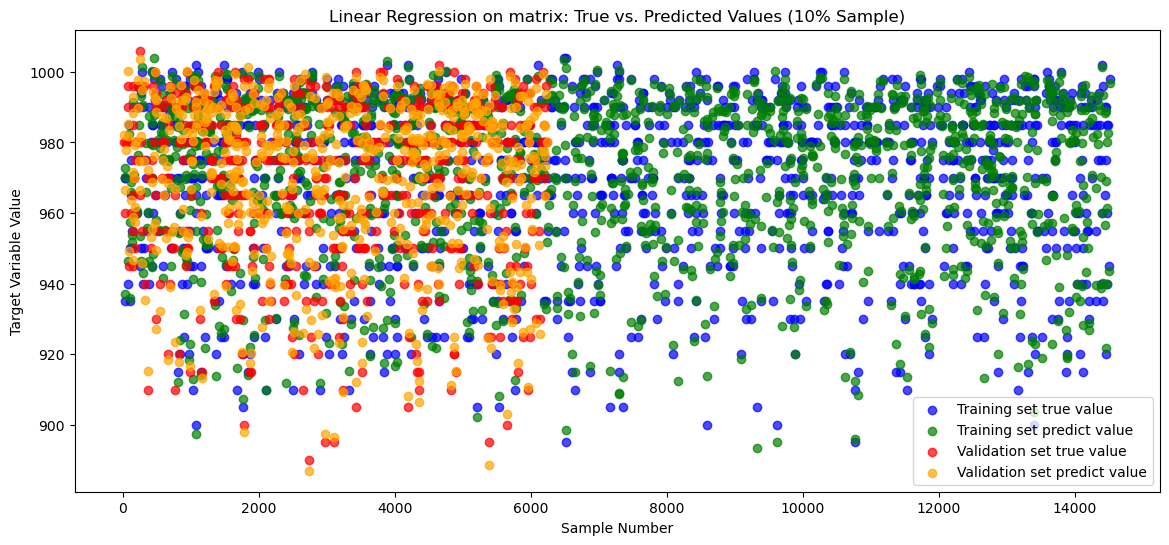 Linear Regression on matrix: True vs. Predicted Values (10% Sample)
Target Variable Value
1000
980
960
940
920
900
0 2000 4000 6000 8000 10000 12000 14000
Sample Number
Training set true value
Training set predict value
Validation set true value
Validation set predict value